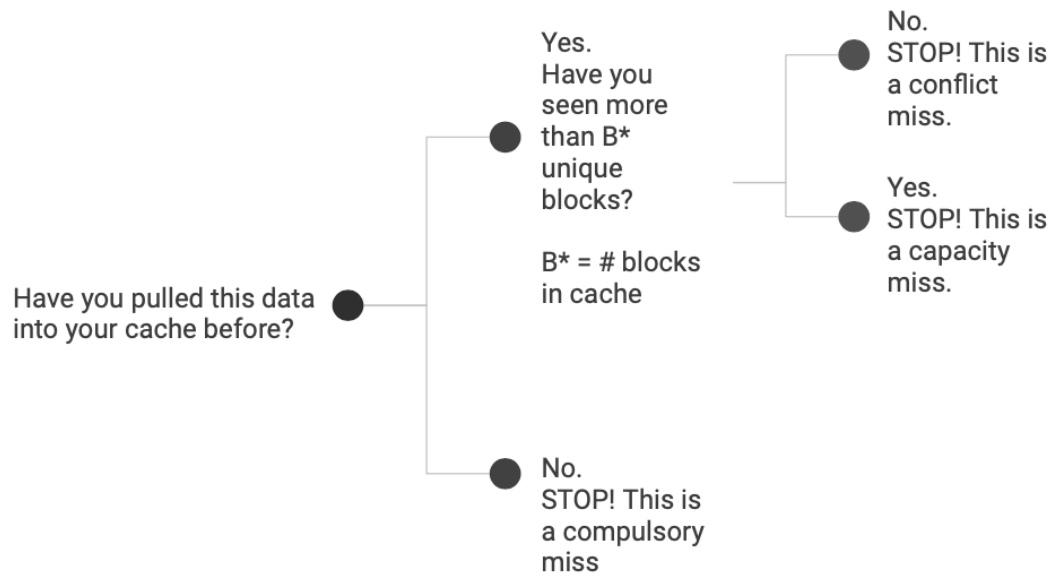 Have you pulled this data
into your cache before?
Yes.
Have you
seen more
than B*
unique
blocks?
B* = # blocks
in cache
No.
STOP! This is
a conflict
miss.
Yes.
STOP! This is
a capacity
miss.
No.
STOP! This is
a compulsory
miss